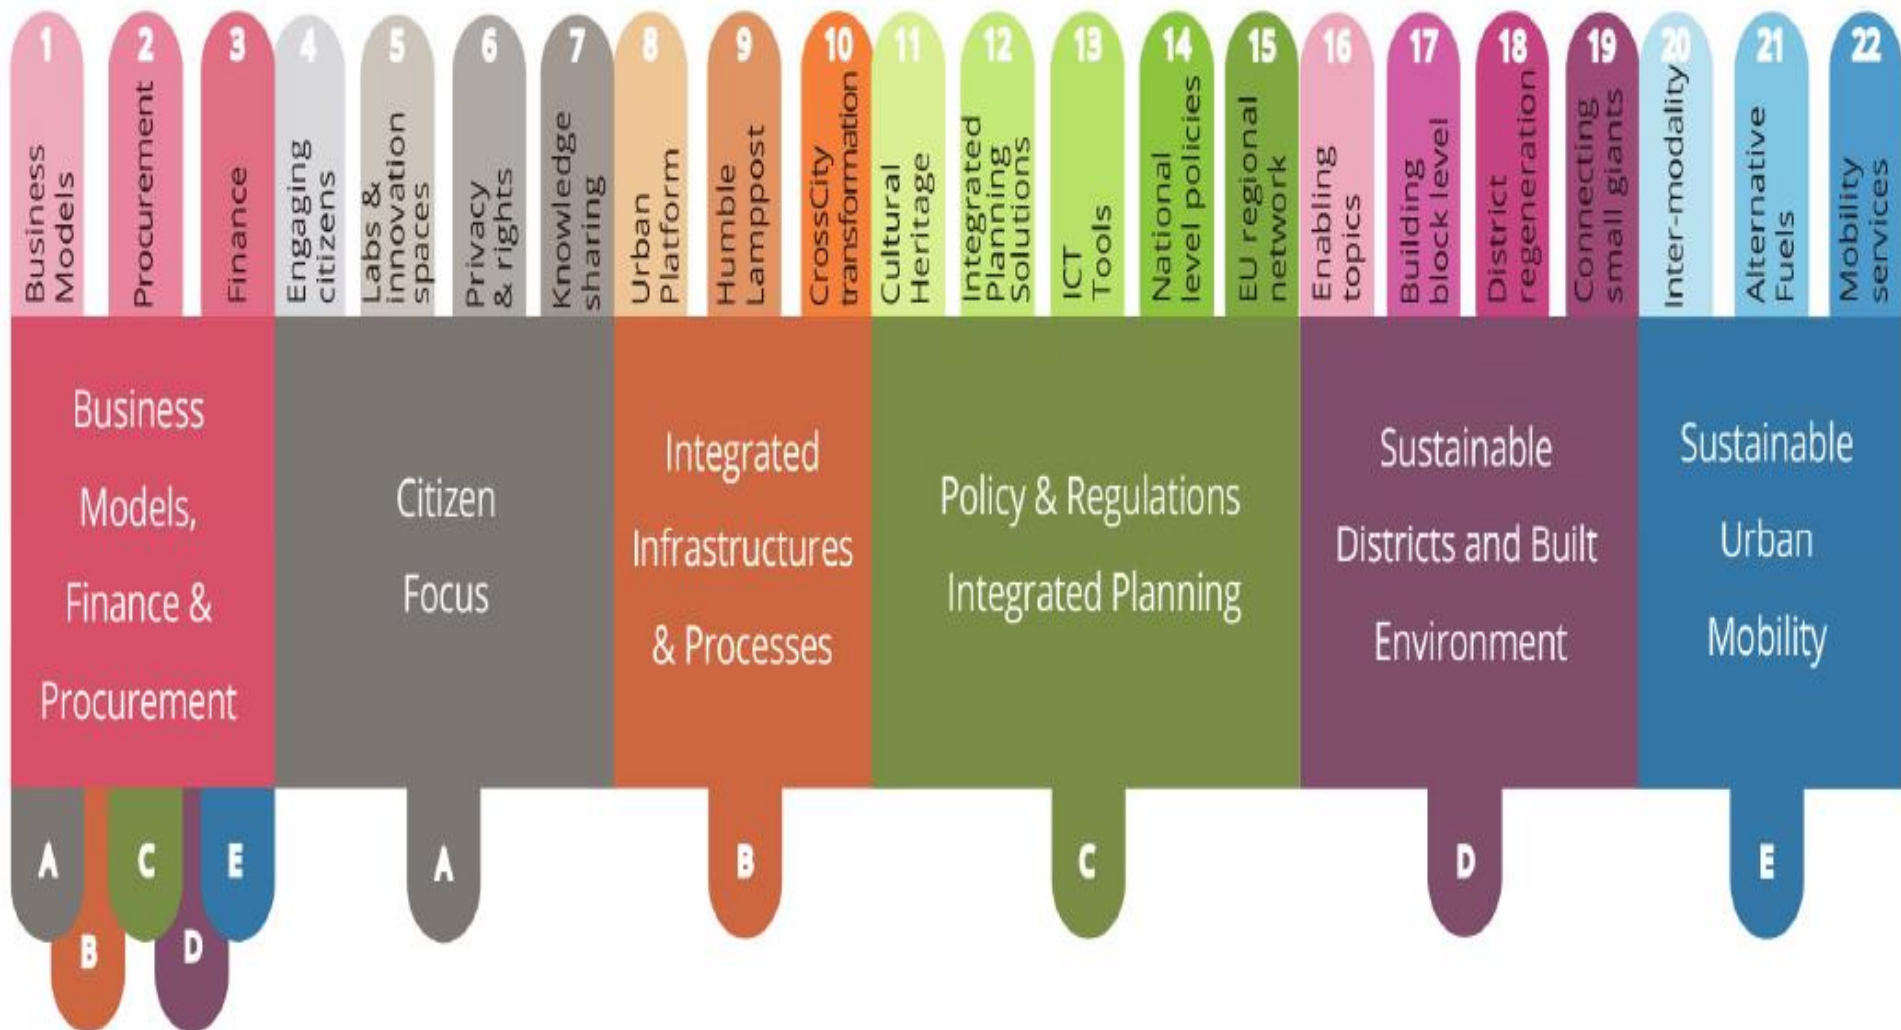 1
Business
Models
2
Procurement
3
Finance
4
Engaging
citizens
5
Labs &
innovation
spaces
6
Privacy
& rights
7
Knowledge
sharing
8
Urban
Platform
9
Humble
Lamppost
10
CrossCity
transformation
11
Cultural
Heritage
12
Integrated
Planning
Solutions
13
ICT
Tools
14
National
level policies
15
EU regional
network
16
Enabling
topics
17
Building
block level
18
District
regeneration
19
Connecting
small giants
20
Inter-modality
21
Alternative
Fuels
22
Mobility
services
Business
Models,
Finance &
Procurement
Citizen
Focus
Integrated
Infrastructures
& Processes
Policy & Regulations
Integrated Planning
Sustainable
Districts and Built
Environment
Sustainable
Urban
Mobility
A
B
C
D
E
A
B
C
D
E